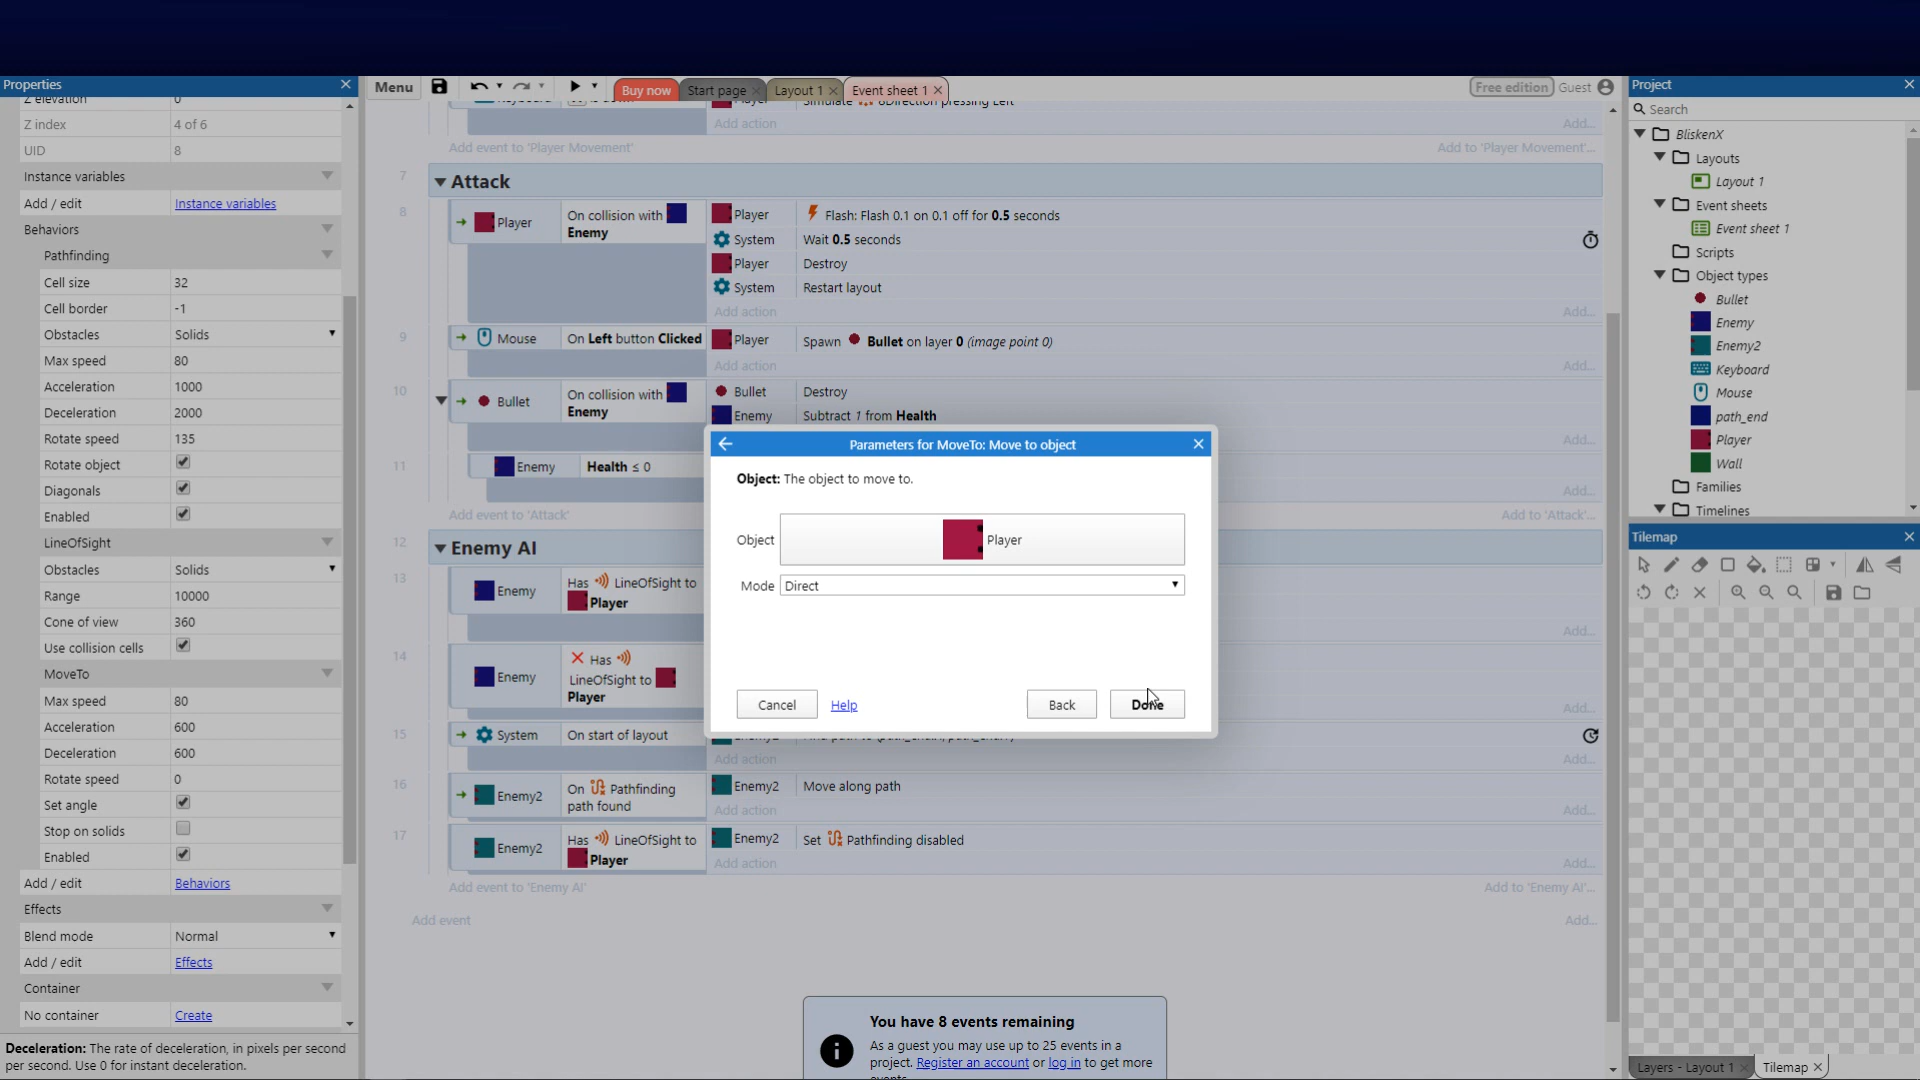 Properties
Menu
Buy now
Start page
Layout 1
Event sheet 1
Free edition
Guest
Project
Z elevation 0
Z index 4 of 6
UID 8
Instance variables
Add / edit Instance variables
Behaviors
Pathfinding
Cell size 32
Cell border -1
Obstacles Solids
Max speed 80
Acceleration 1000
Deceleration 2000
Rotate speed 135
Rotate object
Diagonals
Enabled
LineOfSight
Obstacles Solids
Range 10000
Cone of view 360
Use collision cells
MoveTo
Max speed 80
Acceleration 600
Deceleration 600
Rotate speed 0
Set angle
Stop on solids
Enabled
Add / edit Behaviors
Effects
Blend mode Normal
Add / edit Effects
Container
No container Create
Deceleration: The rate of deceleration, in pixels per second
per second. Use 0 for instant deceleration.
Simulate 8Direction pressing Left
Add action Add...
Add event to 'Player Movement' Add to 'Player Movement'...
7 Attack
8 Player On collision with Enemy
Player Flash: Flash 0.1 on 0.1 off for 0.5 seconds
System Wait 0.5 seconds
Player Destroy
System Restart layout
Add action Add...
9 Mouse On Left button Clicked
Player Spawn Bullet on layer 0 (image point 0)
Add action Add...
10 Bullet On collision with Enemy
Bullet Destroy
Enemy Subtract 1 from Health
Add...
11 Enemy Health ≤ 0
Add...
Add event to 'Attack' Add to 'Attack'...
12 Enemy AI
13 Enemy Has LineOfSight to Player
Add...
14 Enemy Has LineOfSight to Player
Add...
15 System On start of layout
Add action Add...
16 Enemy2 On Pathfinding path found
Enemy2 Move along path
Add action Add...
17 Enemy2 Has LineOfSight to Player
Enemy2 Set Pathfinding disabled
Add action Add...
Add event to 'Enemy AI' Add to 'Enemy AI'...
Add event Add...
Parameters for MoveTo: Move to object
Object: The object to move to.
Object Player
Mode Direct
Cancel Help Back Done
You have 8 events remaining
As a guest you may use up to 25 events in a
project. Register an account or log in to get more
Search
BliskenX
Layouts
Layout 1
Event sheets
Event sheet 1
Scripts
Object types
Bullet
Enemy
Enemy2
Keyboard
Mouse
path_end
Player
Wall
Families
Timelines
Tilemap
Layers - Layout 1
Tilemap